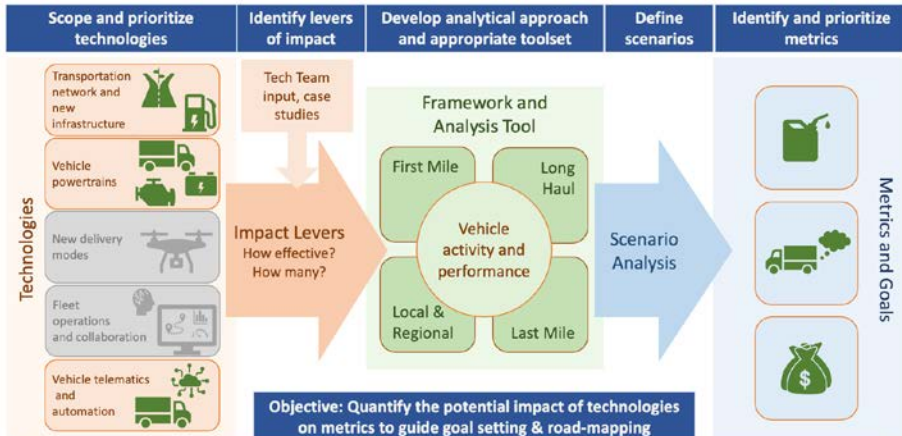 Scope and prioritize
technologies
Identify levers
of impact
Develop analytical approach
and appropriate toolset
Define
scenarios
Identify and prioritize
metrics
Technologies
Transportation
network and
new
infrastructure
Vehicle
powertrains
New delivery
modes
Fleet
operations
and collaboration
Vehicle telematics
and
automation
Tech Team
input, case
studies
Impact Levers
How effective?
How many?
Framework and
Analysis Tool
First Mile
Long
Haul
Vehicle
activity and
performance
Local &
Regional
Last Mile
Scenario
Analysis
$
Metrics and Goals
Objective: Quantify the potential impact of technologies
on metrics to guide goal setting & road-mapping